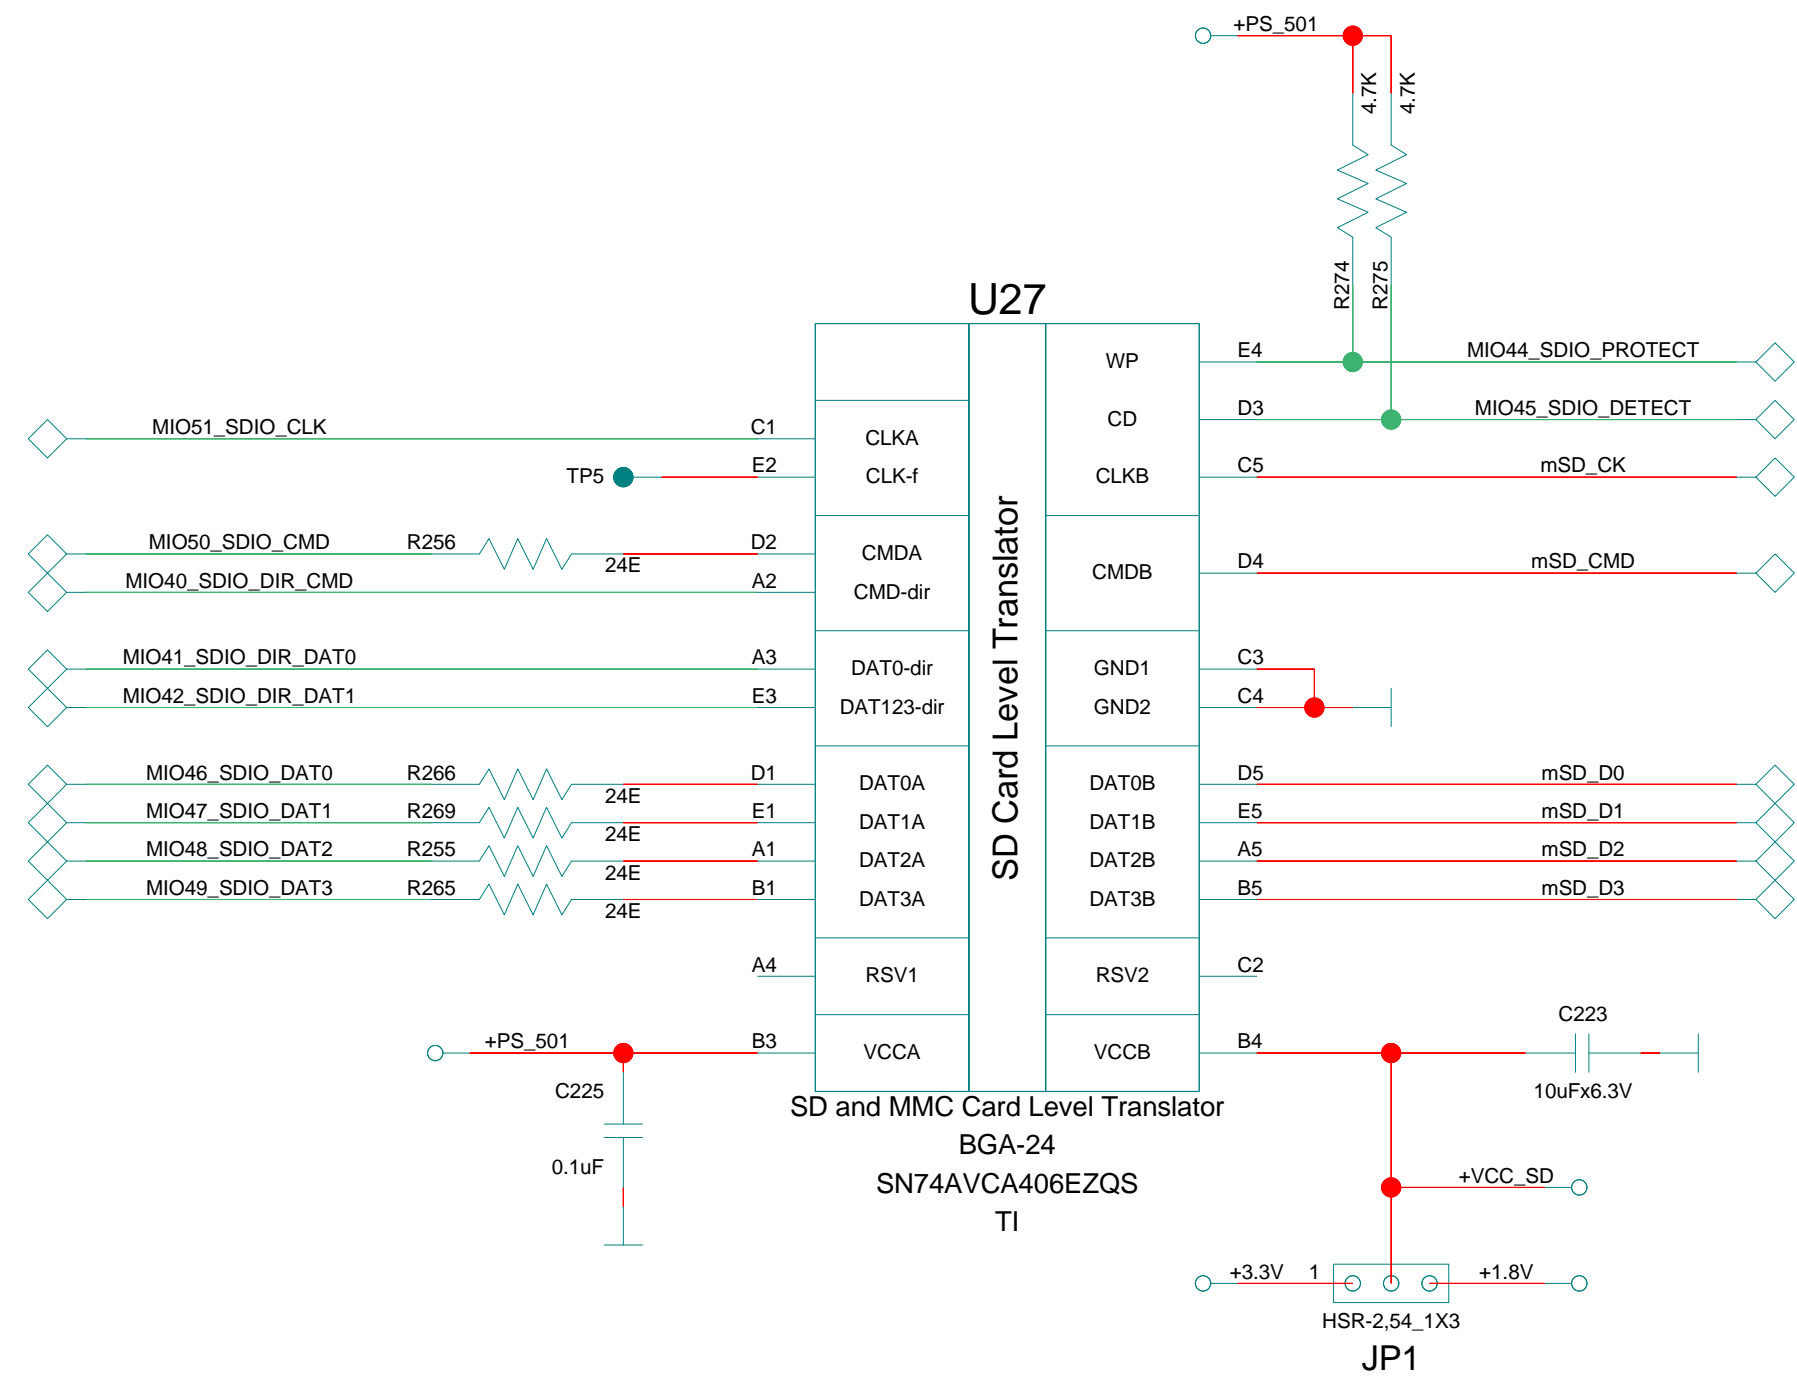 +PS_501
4.7K
4.7K
R274
R275
U27
WP
E4
MIO44_SDIO_PROTECT
CD
D3
MIO45_SDIO_DETECT
MIO51_SDIO_CLK
C1
CLKA
TP5
E2
CLK-f
CLKB
C5
mSD_CK
MIO50_SDIO_CMD
R256
24E
D2
CMDA
MIO40_SDIO_DIR_CMD
A2
CMD-dir
CMDB
D4
mSD_CMD
SD Card Level Translator
MIO41_SDIO_DIR_DAT0
A3
DAT0-dir
GND1
C3
MIO42_SDIO_DIR_DAT1
E3
DAT123-dir
GND2
C4
MIO46_SDIO_DAT0
R266
24E
D1
DAT0A
DAT0B
D5
mSD_D0
MIO47_SDIO_DAT1
R269
24E
E1
DAT1A
DAT1B
E5
mSD_D1
MIO48_SDIO_DAT2
R255
24E
A1
DAT2A
DAT2B
A5
mSD_D2
MIO49_SDIO_DAT3
R265
24E
B1
DAT3A
DAT3B
B5
mSD_D3
A4
RSV1
RSV2
C2
+PS_501
B3
VCCA
VCCB
B4
C223
10uFx6.3V
C225
0.1uF
SD and MMC Card Level Translator
BGA-24
SN74AVCA406EZQS
TI
+VCC_SD
+3.3V
1
+1.8V
HSR-2,54_1X3
JP1